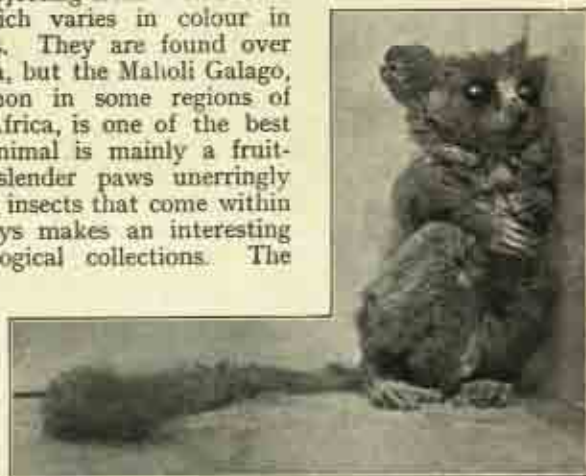 ich varies in colour in
s. They are found over
a, but the Maholi Galago,
mon in some regions of
frica, is one of the best
nimal is mainly a fruit-
slender paws unerringly
insects that come within
ys makes an interesting
ogical collections. The